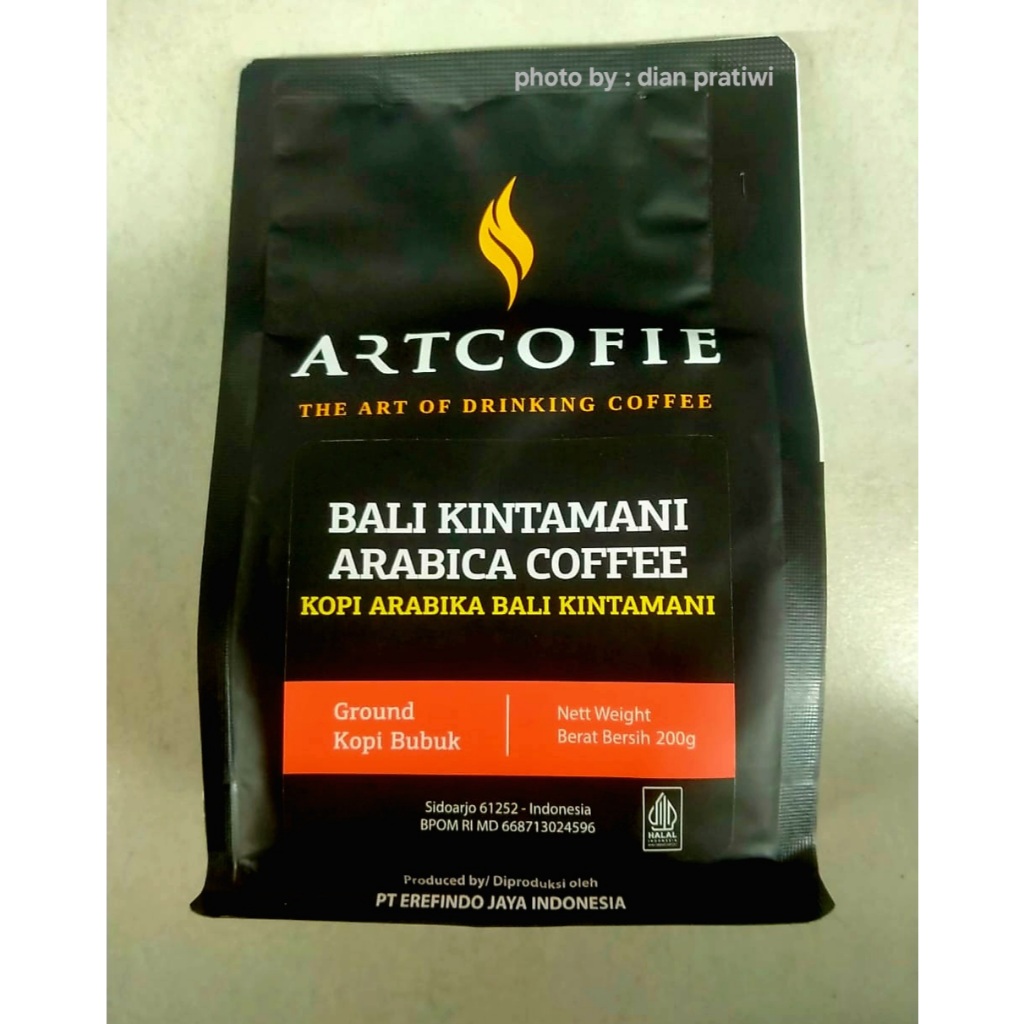 photo by : dian pratiwi
ARTCOFIE
THE ART OF DRINKING COFFEE
BALI KINTAMANI
ARABICA COFFEE
KOPI ARABIKA BALI KINTAMANI
Ground
Kopi Bubuk
Nett Weight
Berat Bersih 200g
Sidoarjo 61252 - Indonesia
BPOM RI MD 668713024596
HALAL
INDONESIA
Produced by/ Diproduksi oleh
PT EREFINDO JAYA INDONESIA